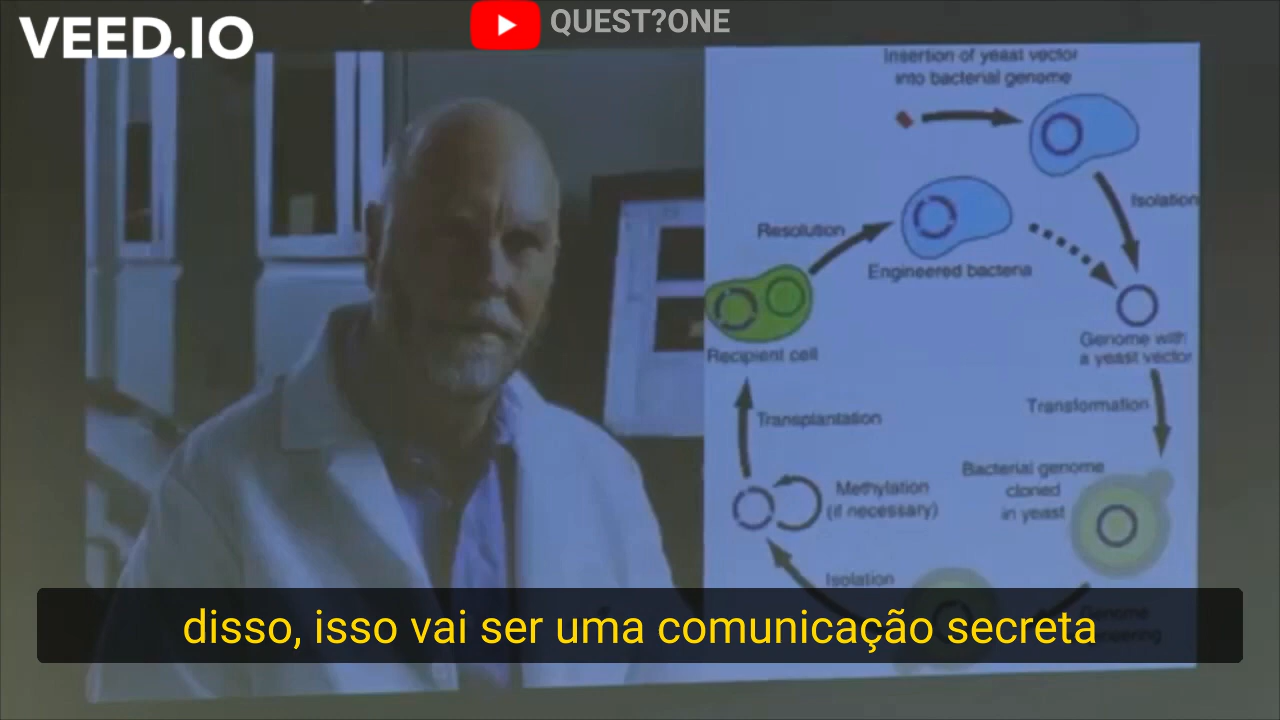 VEED.IO
QUEST?ONE
Insertion of yeast vector
into bacterial genome
Isolation
Resolution
Engineered bacteria
Genome with
a yeast vector
Recipient cell
Transformation
Transplantation
Bacterial genome
cloned
in yeast
Methylation
(if necessary)
Isolation
Genome
disso, isso vai ser uma comunicação secreta